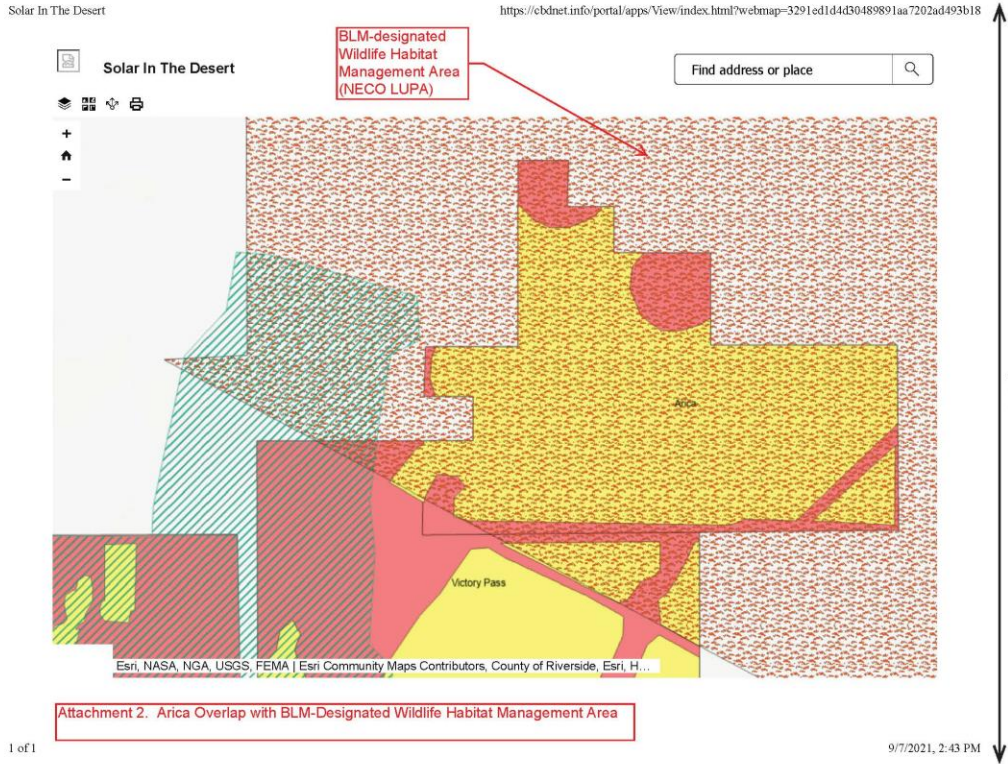 Solar In The Desert
https://cbdnet.info/portal/apps/View/index.html?webmap=3291ed1d4d30489891aa7202ad493b18
BLM-designated
Wildlife Habitat
Management Area
(NECO LUPA)
Solar In The Desert
Find address or place
+
−
Arica
Victory Pass
Esri, NASA, NGA, USGS, FEMA | Esri Community Maps Contributors, County of Riverside, Esri, H...
Attachment 2. Arica Overlap with BLM-Designated Wildlife Habitat Management Area
1 of 1
9/7/2021, 2:43 PM